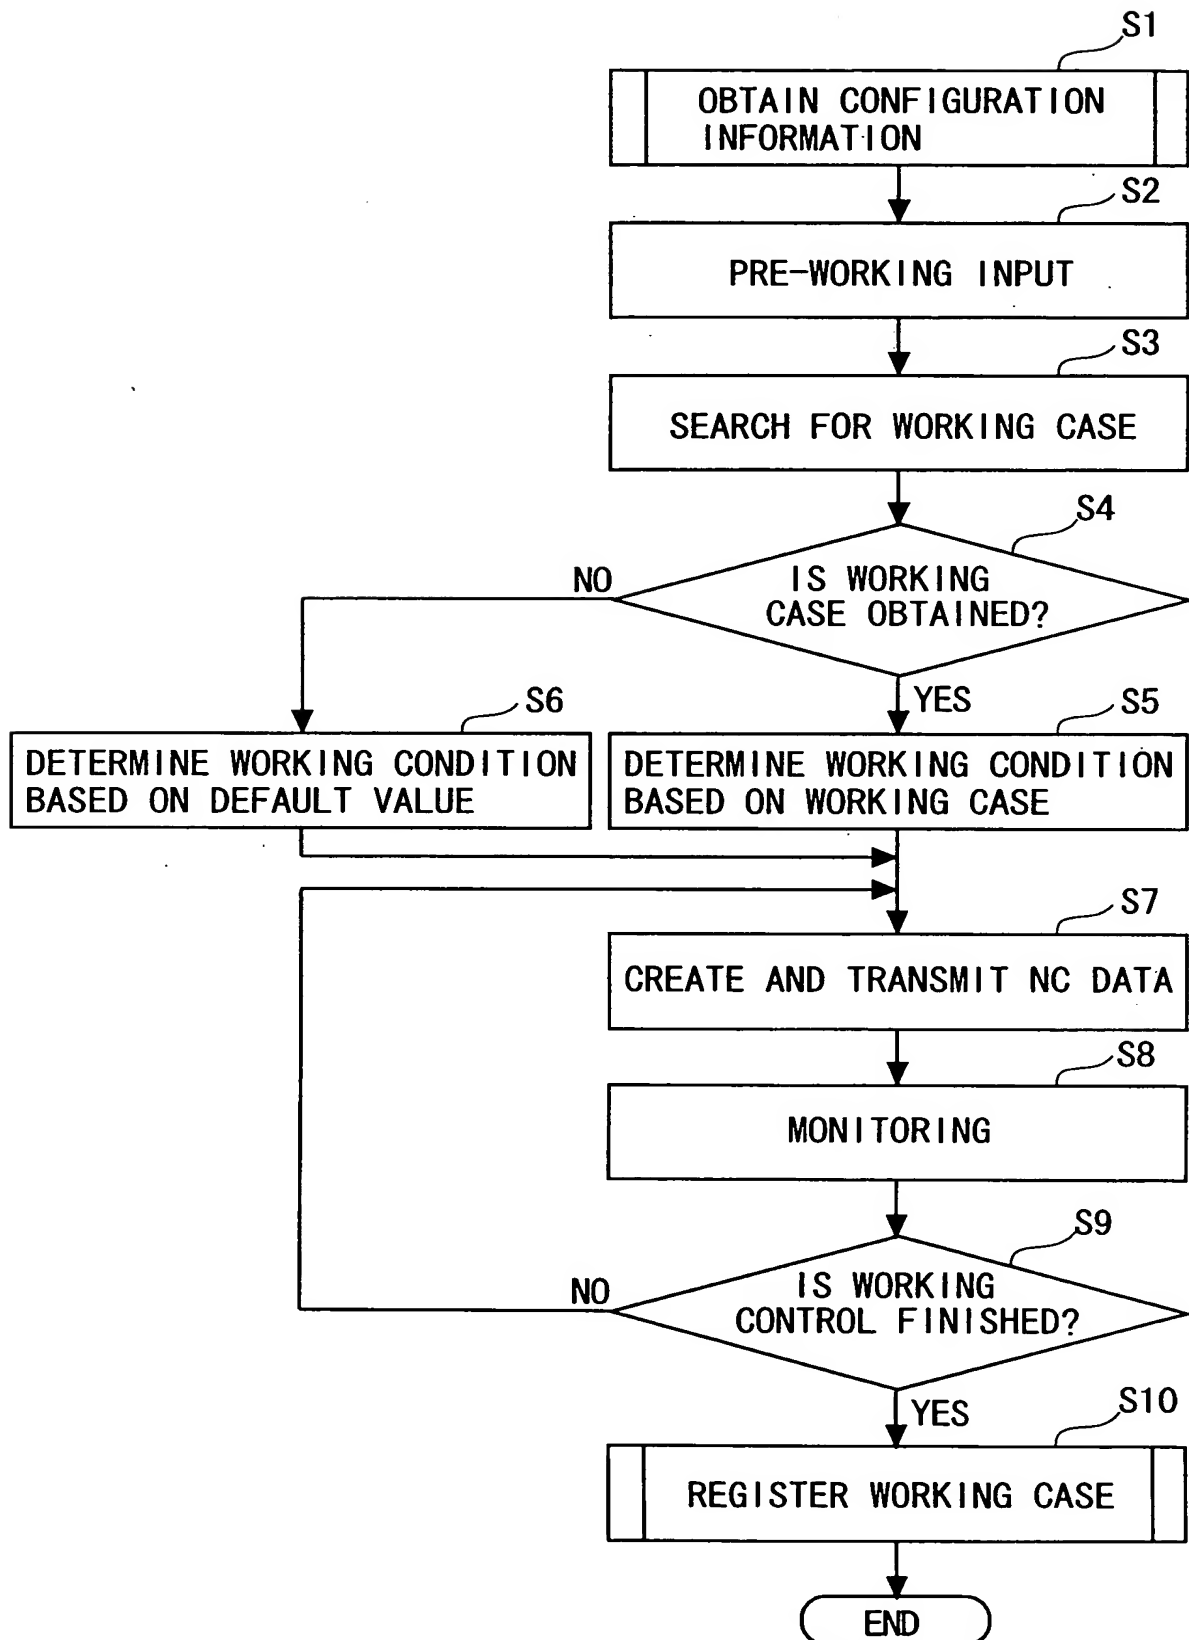 S1
OBTAIN CONFIGURATION
INFORMATION
S2
PRE-WORKING INPUT
S3
SEARCH FOR WORKING CASE
S4
IS WORKING
CASE OBTAINED?
NO
YES
S6
DETERMINE WORKING CONDITION
BASED ON DEFAULT VALUE
S5
DETERMINE WORKING CONDITION
BASED ON WORKING CASE
S7
CREATE AND TRANSMIT NC DATA
S8
MONITORING
S9
IS WORKING
CONTROL FINISHED?
NO
YES
S10
REGISTER WORKING CASE
END